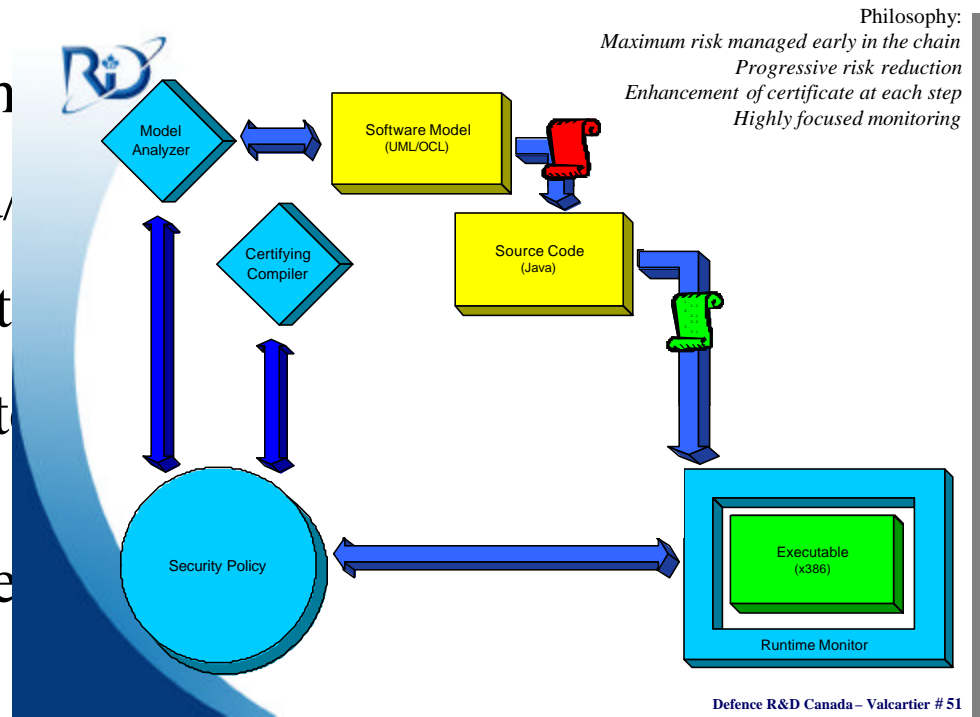 Philosophy:
Maximum risk managed early in the chain
Progressive risk reduction
Enhancement of certificate at each step
Highly focused monitoring
Model
Analyzer
Software Model
(UML/OCL)
Certifying
Compiler
Source Code
(Java)
Security Policy
Executable
(x386)
Runtime Monitor
Defence R&D Canada – Valcartier # 51